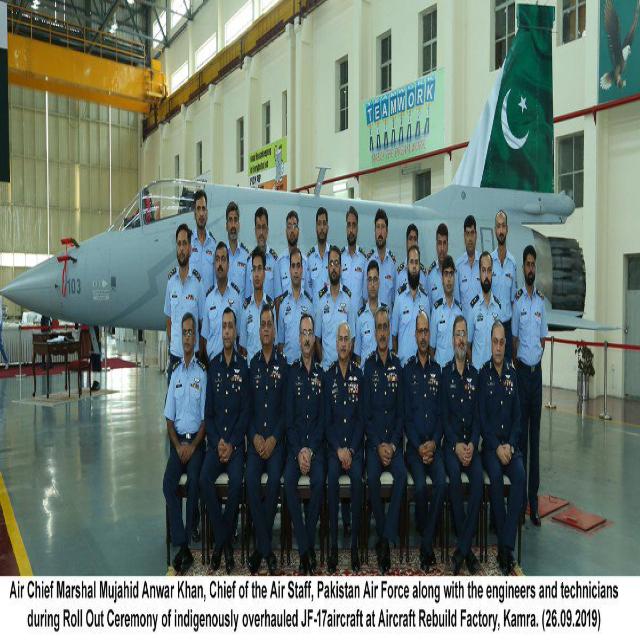 TEAMWORK
103
Air Chief Marshal Mujahid Anwar Khan, Chief of the Air Staff, Pakistan Air Force along with the engineers and technicians
during Roll Out Ceremony of indigenously overhauled JF-17aircraft at Aircraft Rebuild Factory, Kamra. (26.09.2019)